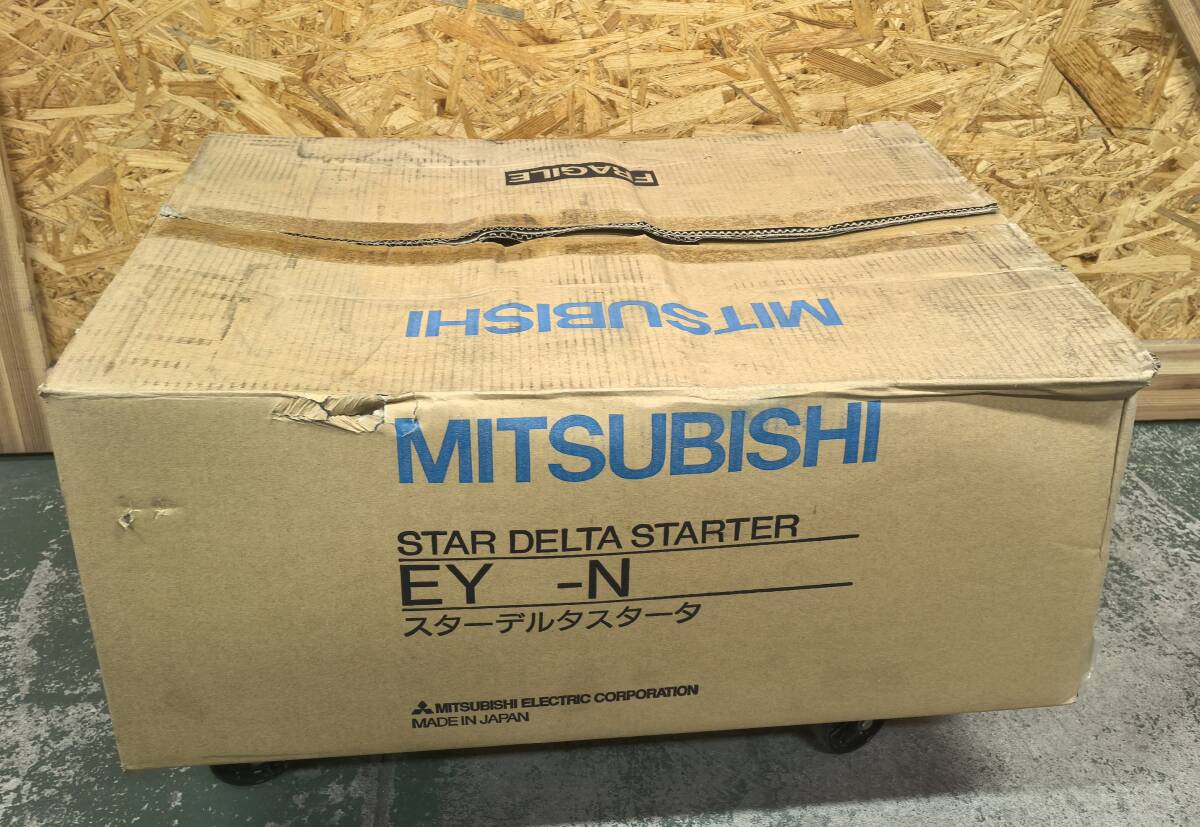 FRAGILE
MITSUBISHI
MITSUBISHI
STAR DELTA STARTER
EY -N
スターデルタスタータ
MITSUBISHI ELECTRIC CORPORATION
MADE IN JAPAN